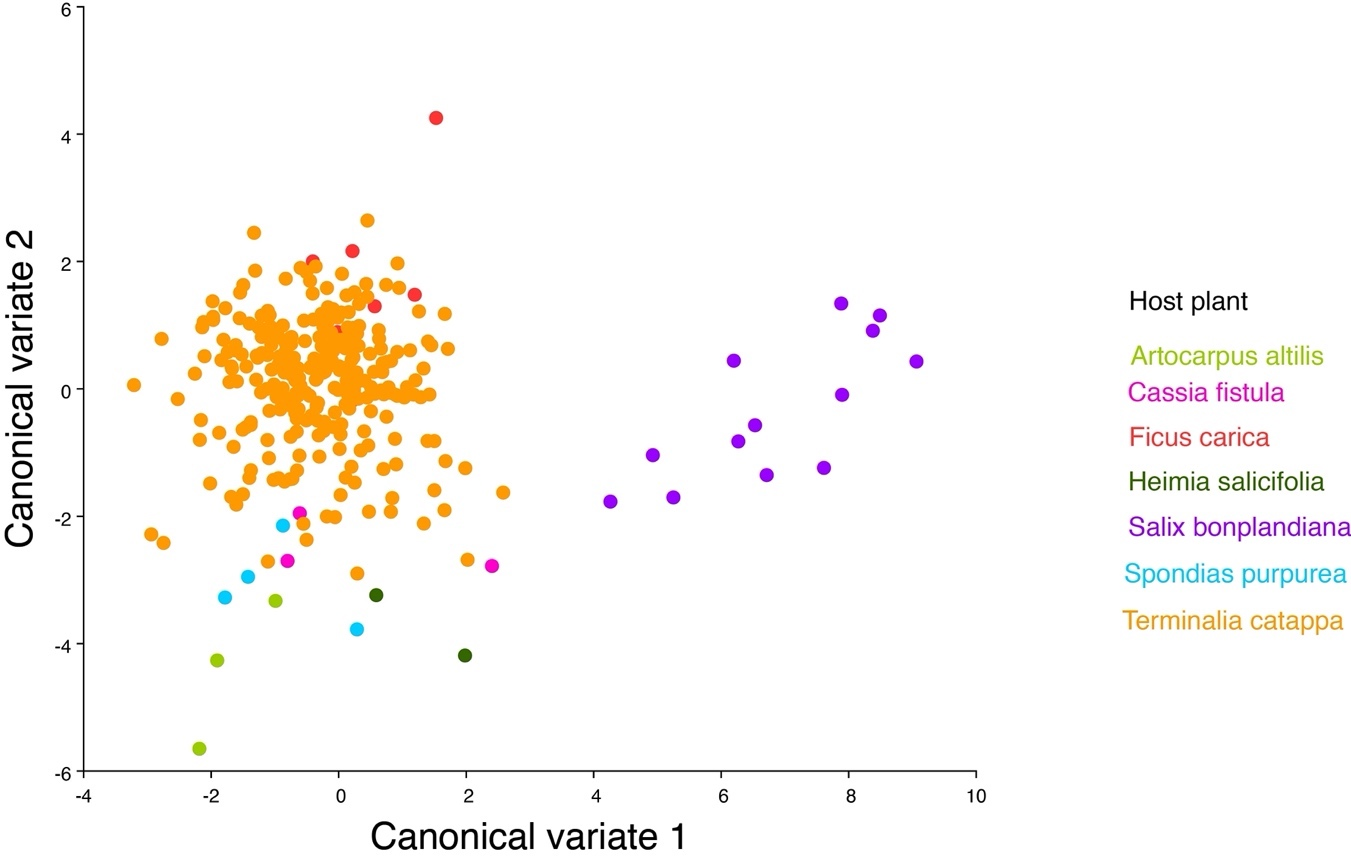 6
4
2
0
-2
-4
-6
Canonical variate 2
-4
-2
0
2
4
6
8
10
Canonical variate 1
Host plant
Artocarpus altilis
Cassia fistula
Ficus carica
Heimia salicifolia
Salix bonplandiana
Spondias purpurea
Terminalia catappa